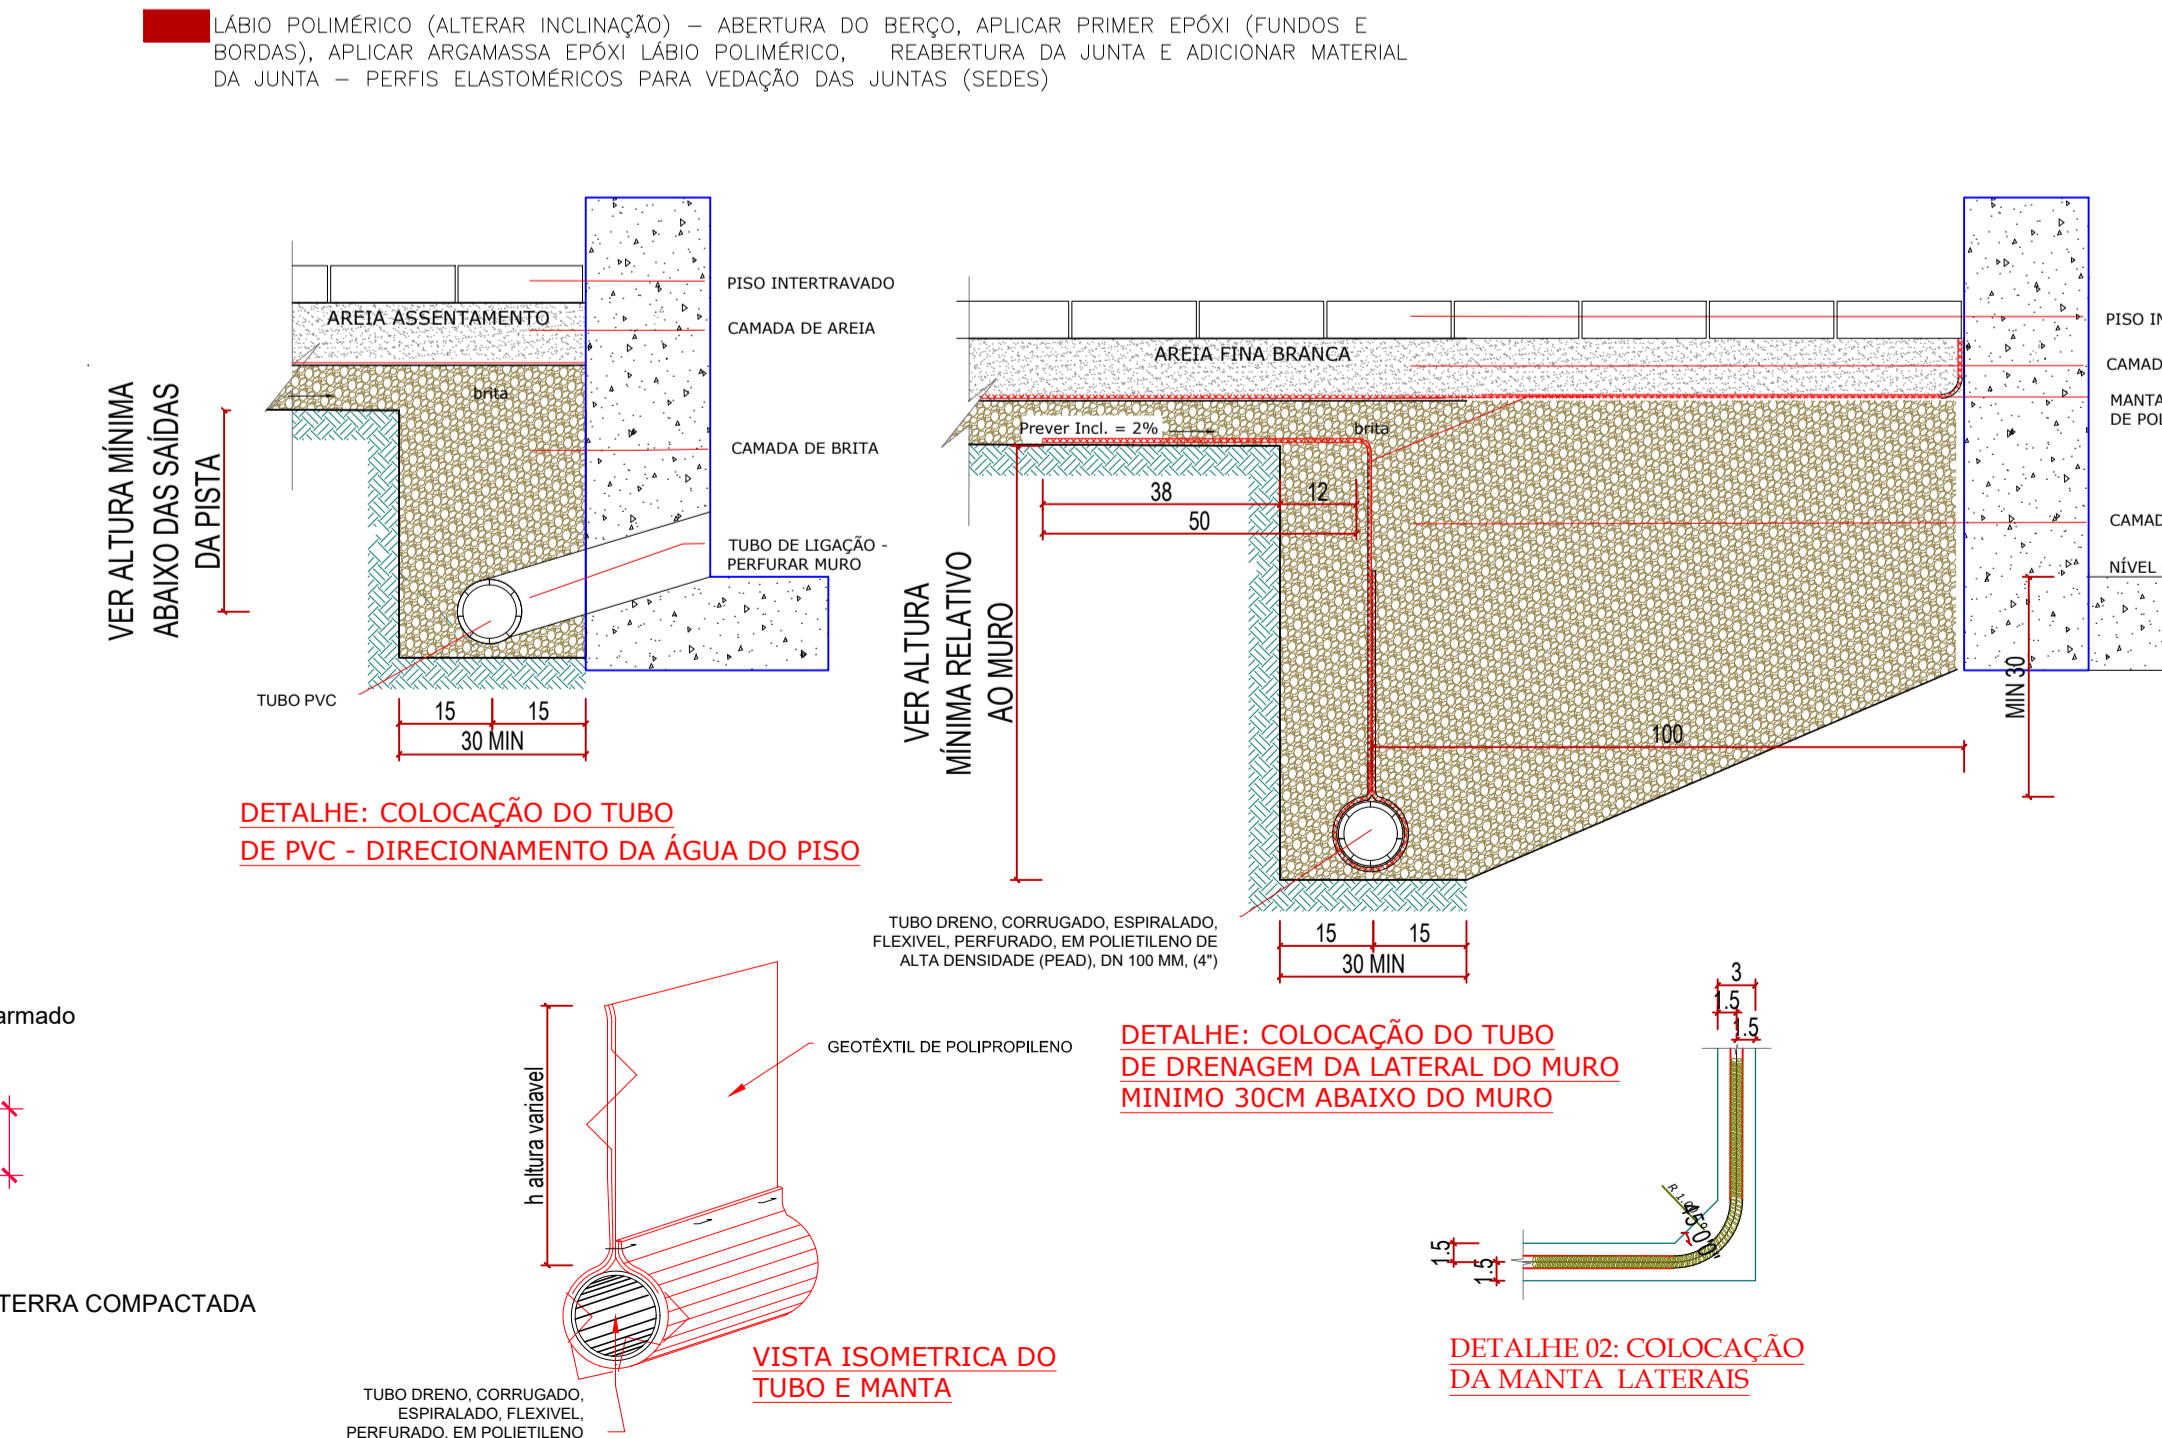 LÁBIO POLIMÉRICO (ALTERAR INCLINAÇÃO) – ABERTURA DO BERÇO, APLICAR PRIMER EPÓXI (FUNDOS E
BORDAS), APLICAR ARGAMASSA EPÓXI LÁBIO POLIMÉRICO, REABERTURA DA JUNTA E ADICIONAR MATERIAL
DA JUNTA – PERFIS ELASTOMÉRICOS PARA VEDAÇÃO DAS JUNTAS (SEDES)
VER ALTURA MÍNIMA
ABAIXO DAS SAÍDAS
DA PISTA
AREIA ASSENTAMENTO
brita
PISO INTERTRAVADO
CAMADA DE AREIA
CAMADA DE BRITA
TUBO DE LIGAÇÃO -
PERFURAR MURO
TUBO PVC
15
15
30 MIN
DETALHE: COLOCAÇÃO DO TUBO
DE PVC - DIRECIONAMENTO DA ÁGUA DO PISO
AREIA FINA BRANCA
Prever Incl. = 2%
brita
38
12
50
VER ALTURA
MÍNIMA RELATIVO
AO MURO
PISO IN
CAMAD
MANTA
DE POL
CAMAD
NÍVEL
MIN 30
100
TUBO DRENO, CORRUGADO, ESPIRALADO,
FLEXIVEL, PERFURADO, EM POLIETILENO DE
ALTA DENSIDADE (PEAD), DN 100 MM, (4")
15
15
30 MIN
DETALHE: COLOCAÇÃO DO TUBO
DE DRENAGEM DA LATERAL DO MURO
MINIMO 30CM ABAIXO DO MURO
armado
TERRA COMPACTADA
h altura variavel
GEOTÊXTIL DE POLIPROPILENO
VISTA ISOMETRICA DO
TUBO E MANTA
TUBO DRENO, CORRUGADO,
ESPIRALADO, FLEXIVEL,
PERFURADO, EM POLIETILENO
3
1.5
1.5
1.5
1.5
DETALHE 02: COLOCAÇÃO
DA MANTA LATERAIS